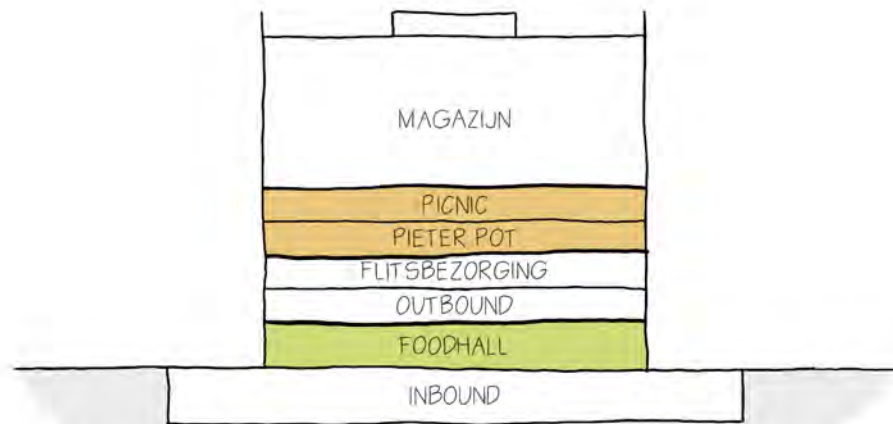 MAGAZIJN
PICNIC
PIETER POT
FLITSBEZORGING
OUTBOUND
FOODHALL
INBOUND